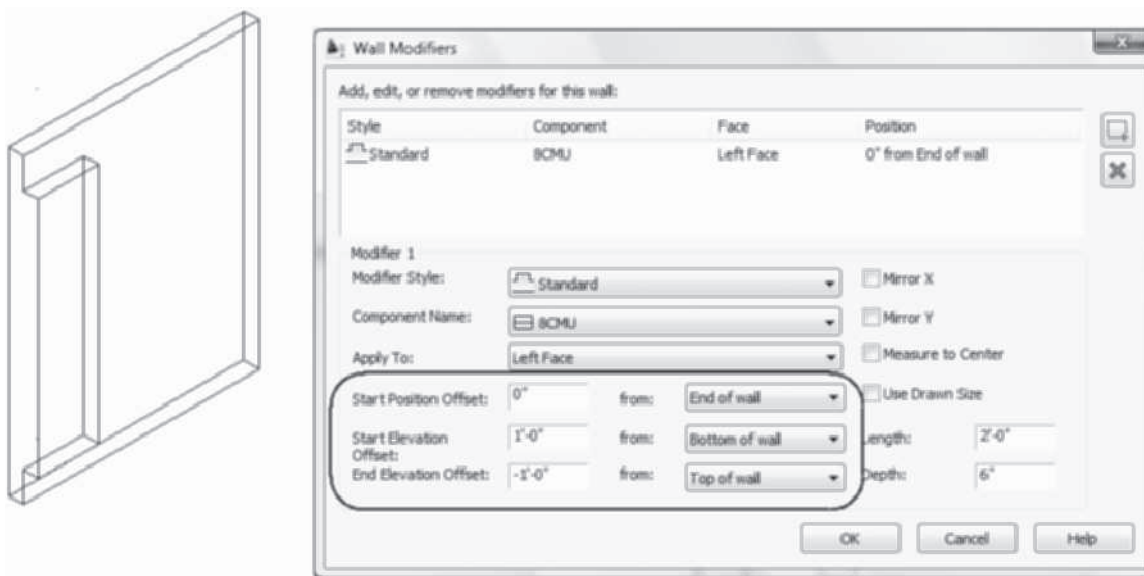 Wall Modifiers
Add, edit, or remove modifiers for this wall:
Style Component Face Position
Standard 8CMU Left Face 0" from End of wall
Modifier 1
Modifier Style: Standard Mirror X
Component Name: 8CMU Mirror Y
Apply To: Left Face Measure to Center
Start Position Offset: 0" from: End of wall Use Drawn Size
Start Elevation Offset: 1'-0" from: Bottom of wall Length: 2'-0"
End Elevation Offset: -1'-0" from: Top of wall Depth: 6"
OK Cancel Help